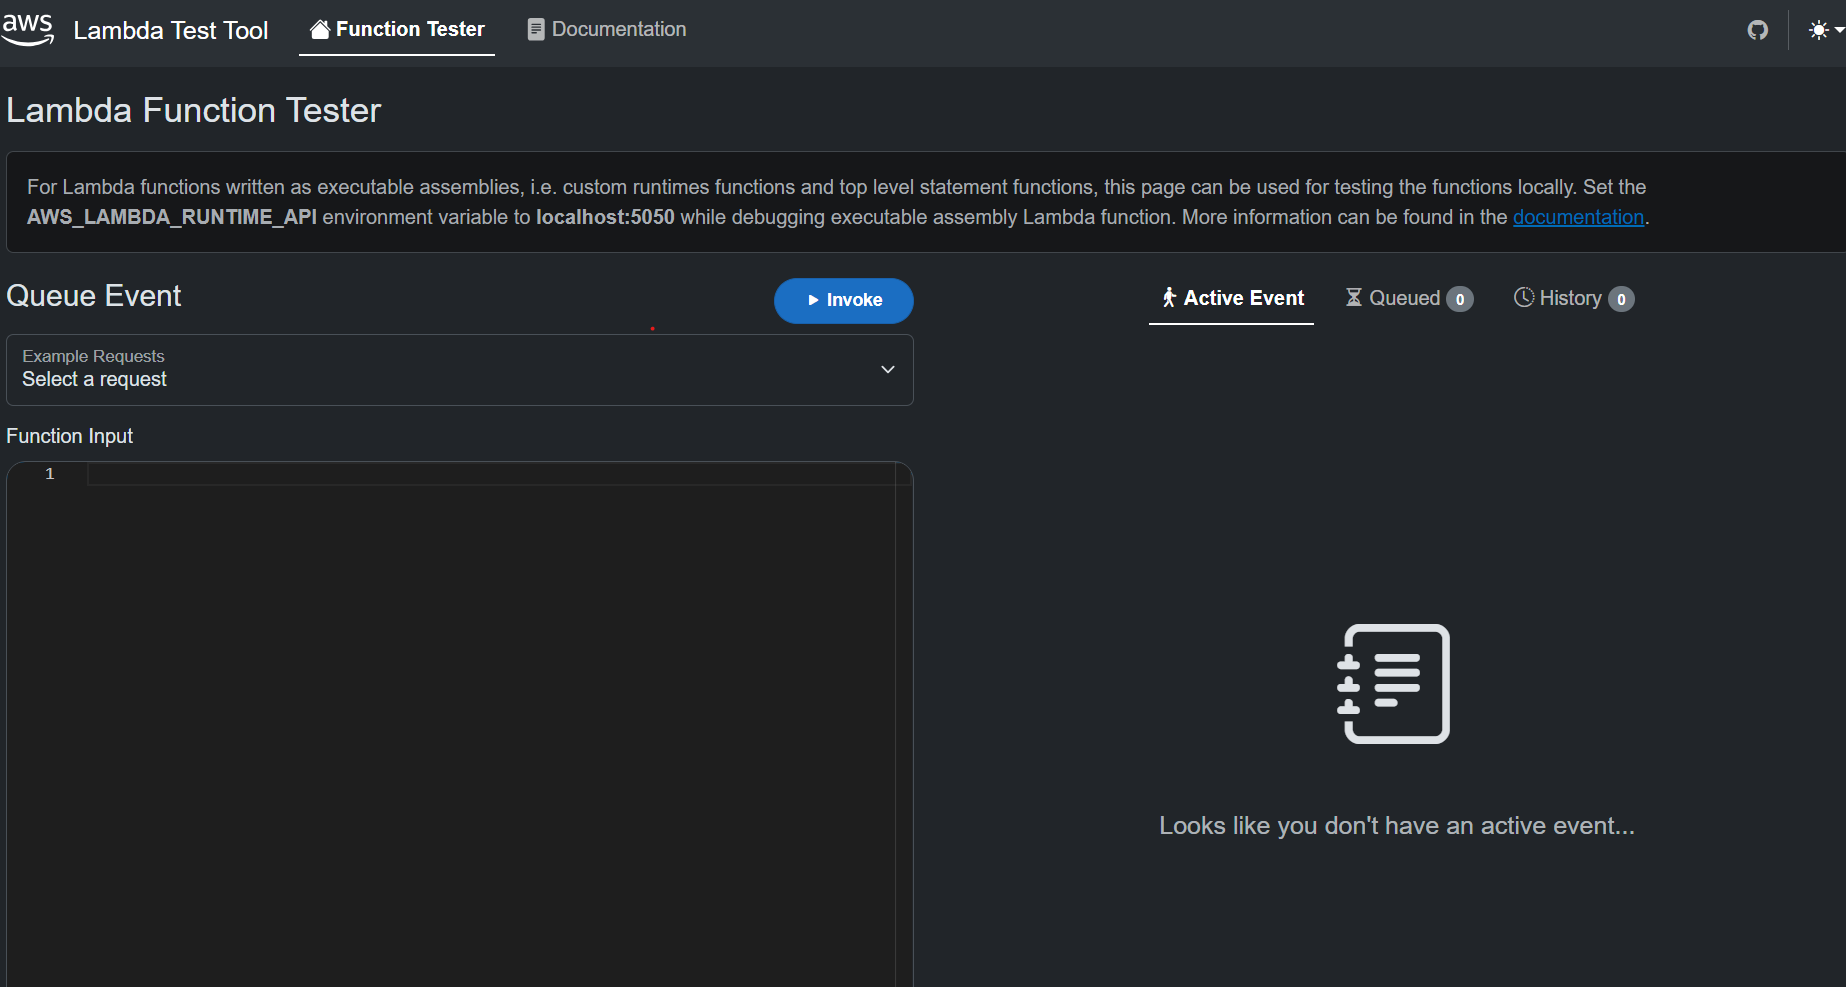 aws Lambda Test Tool Function Tester Documentation
Lambda Function Tester
For Lambda functions written as executable assemblies, i.e. custom runtimes functions and top level statement functions, this page can be used for testing the functions locally. Set the
AWS_LAMBDA_RUNTIME_API environment variable to localhost:5050 while debugging executable assembly Lambda function. More information can be found in the documentation.
Queue Event
Invoke
Example Requests
Select a request
Function Input
1
Active Event Queued 0 History 0
Looks like you don't have an active event...